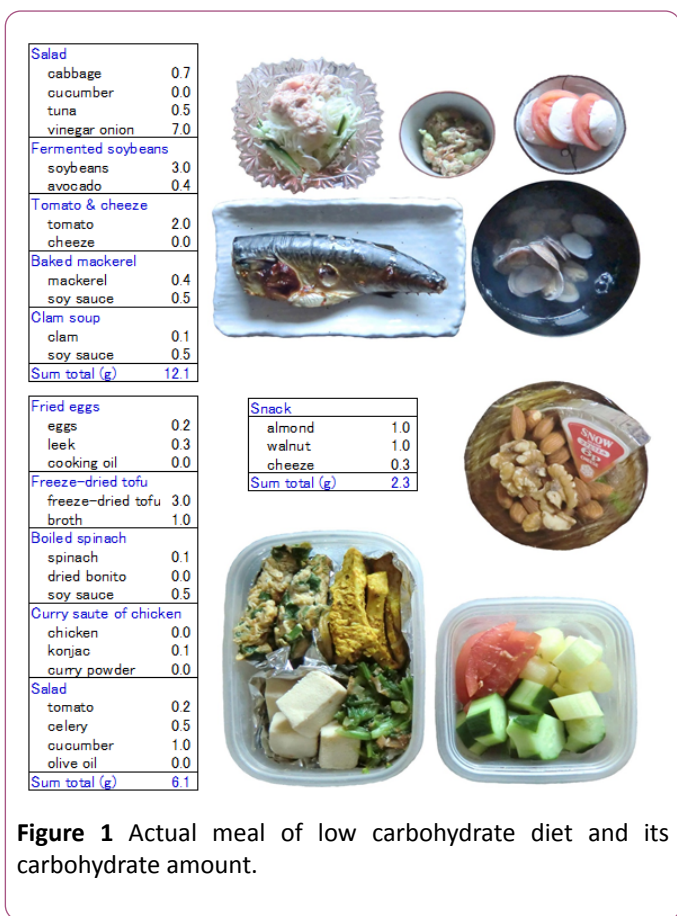 Salad
cabbage 0.7
cucumber 0.0
tuna 0.5
vinegar onion 7.0
Fermented soybeans
soybeans 3.0
avocado 0.4
Tomato & cheeze
tomato 2.0
cheeze 0.0
Baked mackerel
mackerel 0.4
soy sauce 0.5
Clam soup
clam 0.1
soy sauce 0.5
Sum total (g) 12.1
Fried eggs
eggs 0.2
leek 0.3
cooking oil 0.0
Freeze-dried tofu
freeze-dried tofu 3.0
broth 1.0
Boiled spinach
spinach 0.1
dried bonito 0.0
soy sauce 0.5
Curry saute of chicken
chicken 0.0
konjac 0.1
curry powder 0.0
Salad
tomato 0.2
celery 0.5
cucumber 1.0
olive oil 0.0
Sum total (g) 6.1
Snack
almond 1.0
walnut 1.0
cheeze 0.3
Sum total (g) 2.3
SNOW
Figure 1 Actual meal of low carbohydrate diet and its
carbohydrate amount.